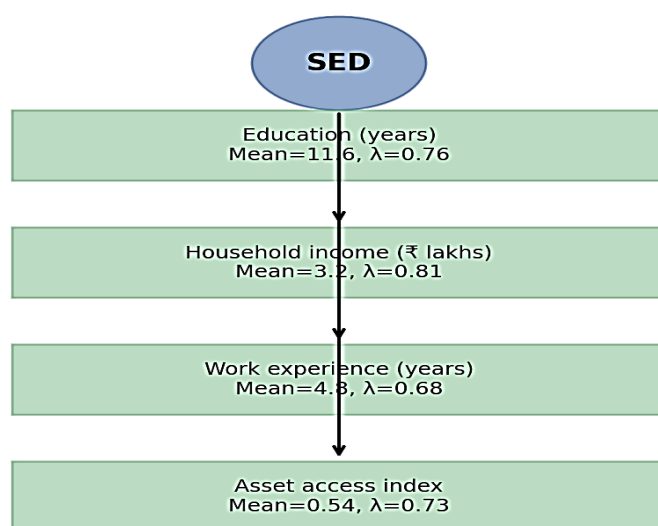 SED
Education (years)
Mean=11.6, λ=0.76
Household income (₹ lakhs)
Mean=3.2, λ=0.81
Work experience (years)
Mean=4.8, λ=0.68
Asset access index
Mean=0.54, λ=0.73